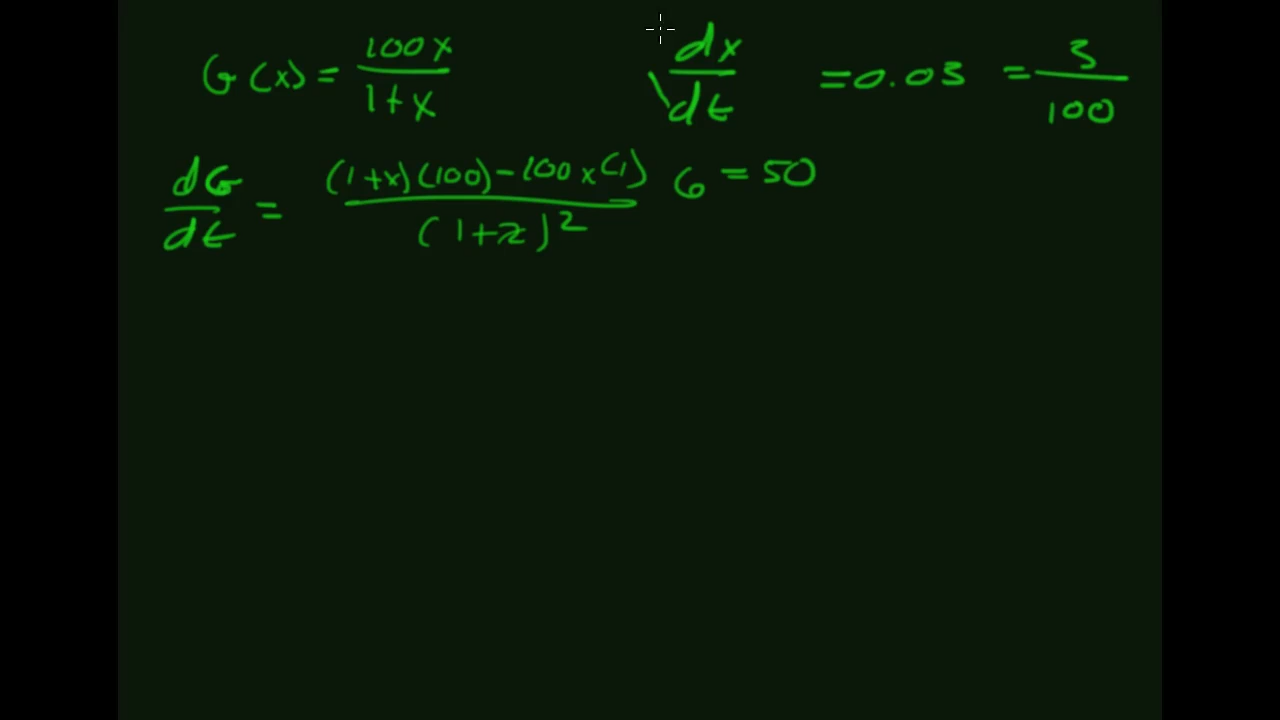 G(x) = 100x / 1+x    dx/dt = 0.03 = 3/100
dG/dt = (1+x)(100) - 100x(1) / (1+x)²    G = 50